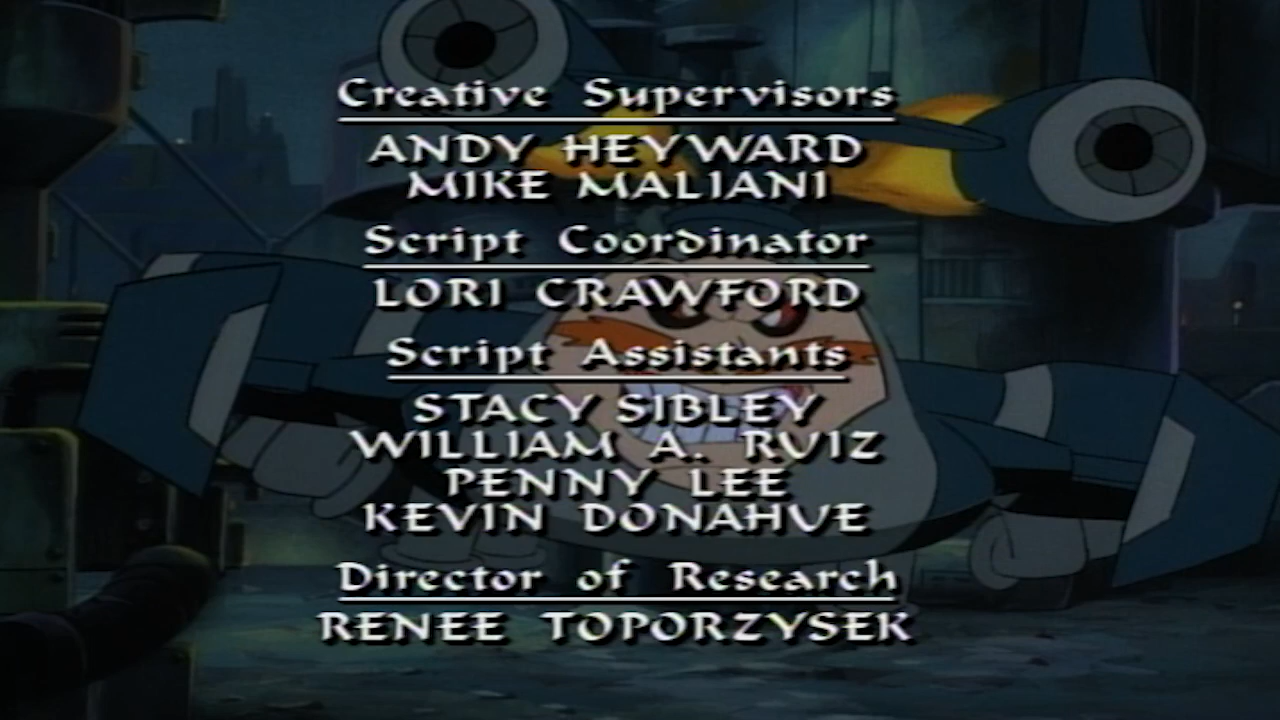 Creative Supervisors
ANDY HEYWARD
MIKE MALIANI
Script Coordinator
LORI CRAWFORD
Script Assistants
STACY SIBLEY
WILLIAM A. RUIZ
PENNY LEE
KEVIN DONAHUE
Director of Research
RENEE TOPORZYSEK